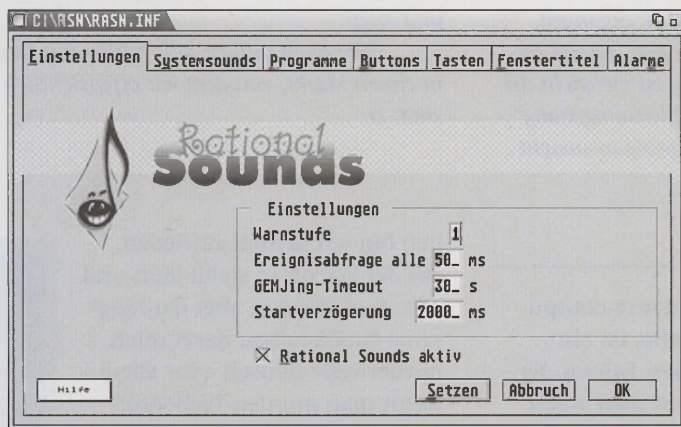 C:\RSN\RASN.INF
Einstellungen Systemsounds Programme Buttons Tasten Fenstertitel Alarme
Rational
Sounds
Einstellungen
Warnstufe 1
Ereignisabfrage alle 50_ ms
GEMJing-Timeout 30_ s
Startverzögerung 2000_ ms
Rational Sounds aktiv
Hilfe Setzen Abbruch OK